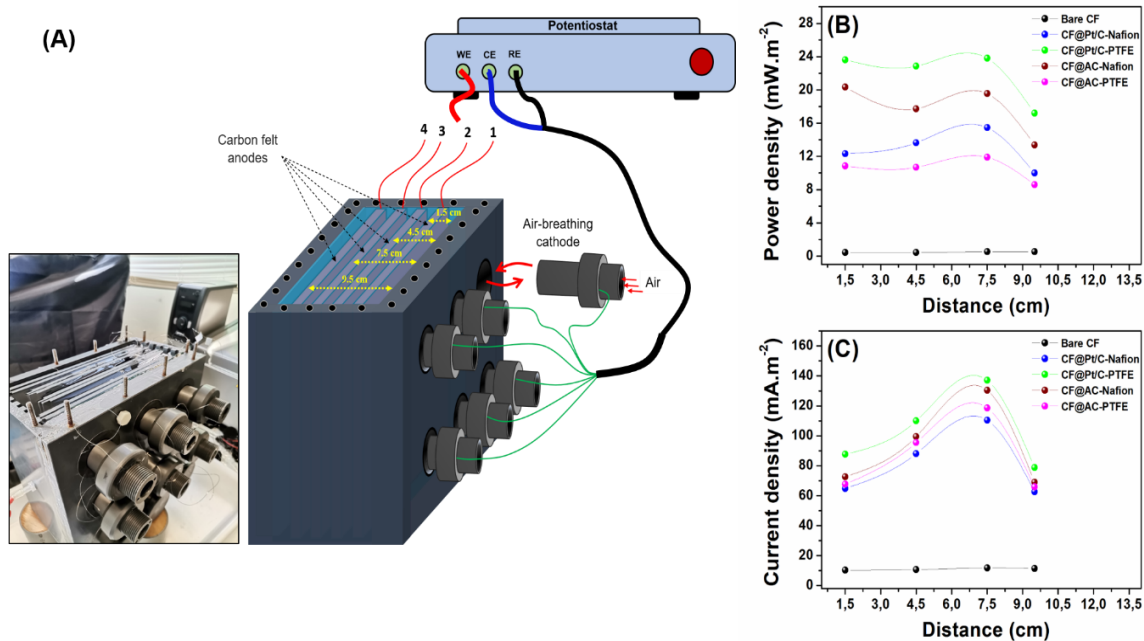 (A)
Potentiostat
WE CE RE
4 3 2 1
Carbon felt
anodes
1.5 cm
4.5 cm
7.5 cm
9.5 cm
Air-breathing
cathode
Air
(B)
Power density (mW.m-2)
30
28
24
20
16
12
8
4
0
Bare CF
CF@Pt/C-Nafion
CF@Pt/C-PTFE
CF@AC-Nafion
CF@AC-PTFE
1,5 3,0 4,5 6,0 7,5 9,0 10,5 12,0 13,5
Distance (cm)
(C)
Current density (mA.m-2)
160
140
120
100
80
60
40
20
0
Bare CF
CF@Pt/C-Nafion
CF@Pt/C-PTFE
CF@AC-Nafion
CF@AC-PTFE
1,5 3,0 4,5 6,0 7,5 9,0 10,5 12,0 13,5
Distance (cm)